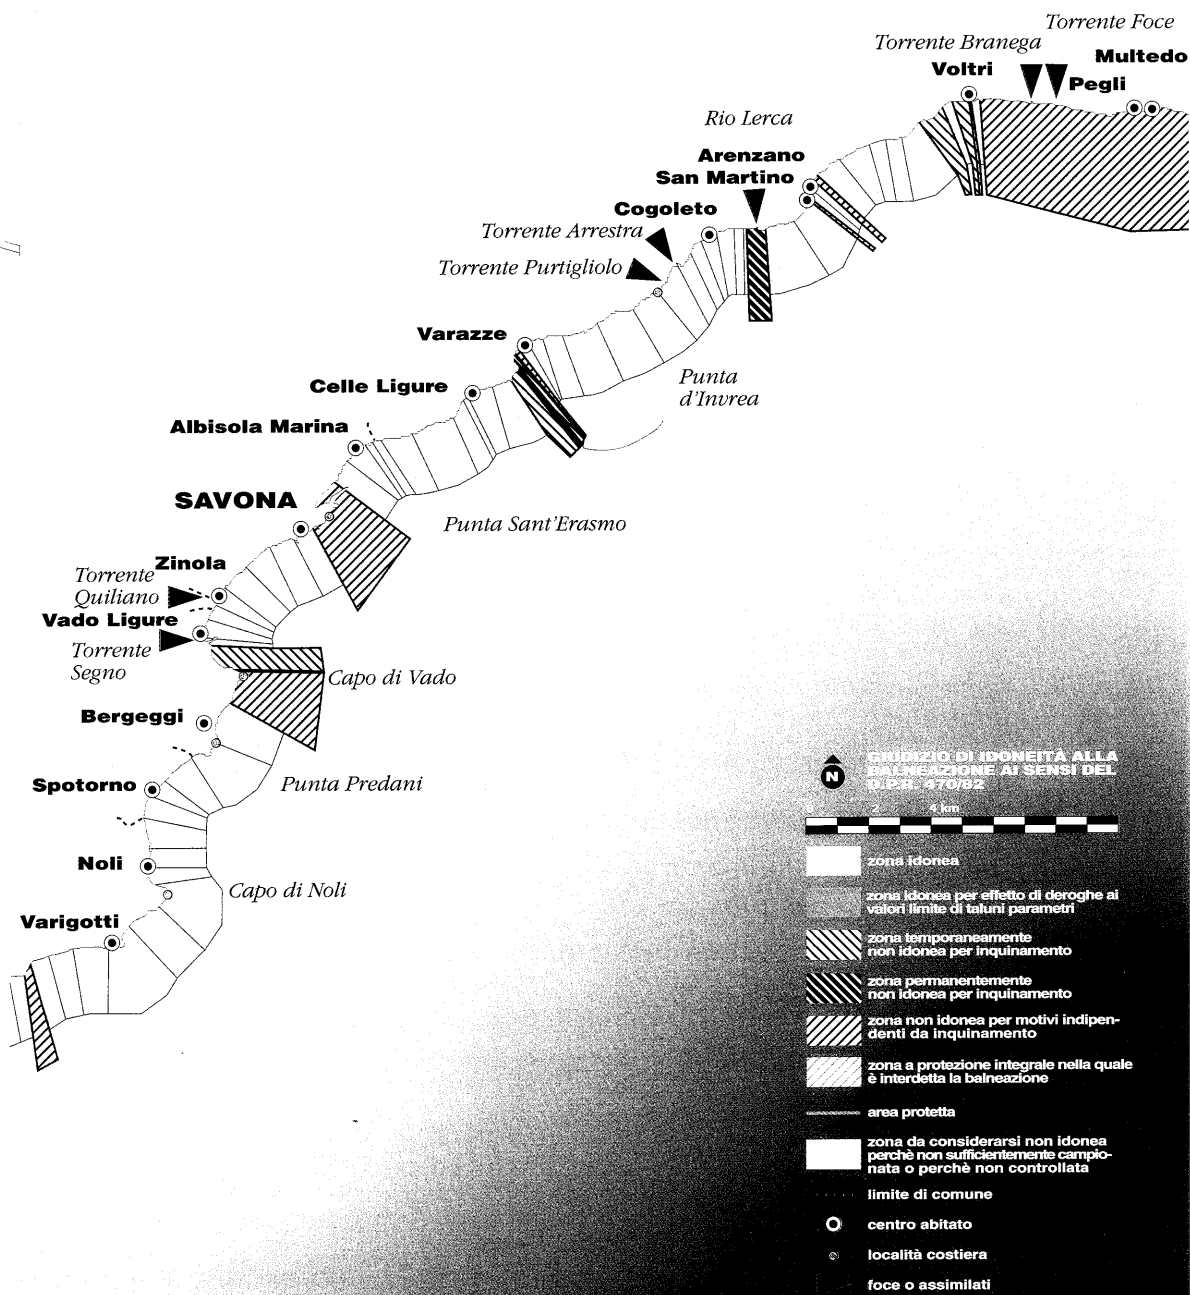 Torrente Foce
Torrente Branega
Multedo
Voltri
Pegli
Rio Lerca
Arenzano
San Martino
Cogoleto
Torrente Arrestra
Torrente Purtigliolo
Varazze
Punta
d'Invrea
Celle Ligure
Albisola Marina
SAVONA
Punta Sant'Erasmo
Zinola
Torrente
Quiliano
Vado Ligure
Torrente
Segno
Capo di Vado
Bergeggi
Spotorno
Punta Predani
Noli
Capo di Noli
Varigotti
N
GIUDIZIO DI IDONEITÀ ALLA
BALNEAZIONE AI SENSI DEL
D.P.R. 470/82
0 2 4 km
zona idonea
zona idonea per effetto di deroghe ai
valori limite di taluni parametri
zona temporaneamente
non idonea per inquinamento
zona permanentemente
non idonea per inquinamento
zona non idonea per motivi indipen-
denti da inquinamento
zona a protezione integrale nella quale
è interdetta la balneazione
area protetta
zona da considerarsi non idonea
perchè non sufficientemente campio-
nata o perchè non controllata
limite di comune
centro abitato
località costiera
foce o assimilati